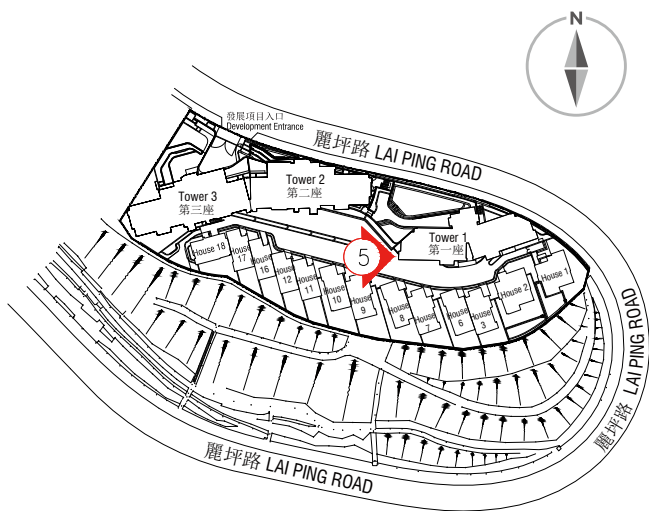 N
發展項目入口
Development Entrance
麗坪路 LAI PING ROAD
Tower 2
第二座
Tower 3
第三座
Tower 1
第一座
5
House 18
House
17
House
16
House
12
House
11
House
10
House
9
House
8
House
7
House
6
House
3
House 2
House 1
麗坪路 LAI PING ROAD
麗坪路 LAI PING ROAD